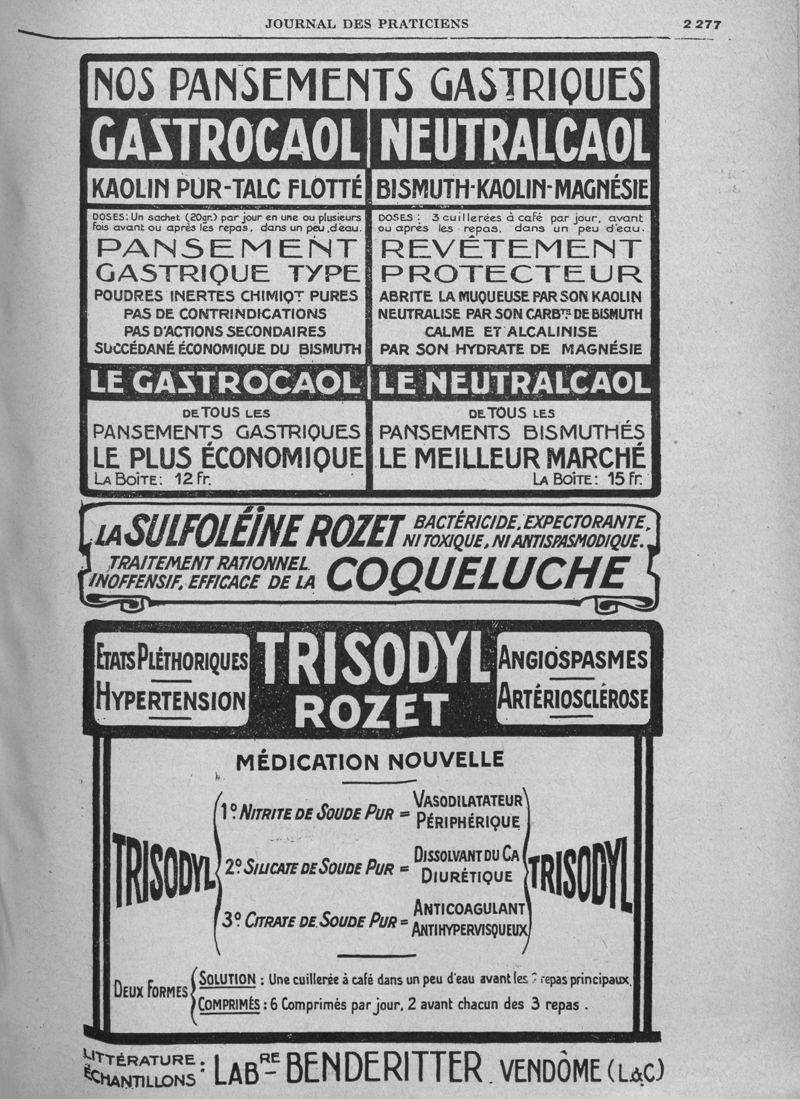 JOURNAL DES PRATICIENS 2277
NOS PANSEMENTS GASTRIQUES
GASTROCAOL
KAOLIN PUR-TALC FLOTTÉ
DOSES: Un sachet (20gr.) par jour en une ou plusieurs
fois avant ou après les repas, dans un peu d'eau.
PANSEMENT
GASTRIQUE TYPE
POUDRES INERTES CHIMIQT PURES
PAS DE CONTRINDICATIONS
PAS D'ACTIONS SECONDAIRES
SUCCÉDANÉ ÉCONOMIQUE DU BISMUTH
LE GASTROCAOL
DE TOUS LES
PANSEMENTS GASTRIQUES
LE PLUS ÉCONOMIQUE
LA BOÎTE: 12 Fr.
NEUTRALCAOL
BISMUTH-KAOLIN-MAGNÉSIE
DOSES: 3 cuillerées à café par jour, avant
ou après les repas, dans un peu d'eau.
REVÊTEMENT
PROTECTEUR
ABRITE LA MUQUEUSE PAR SON KAOLIN
NEUTRALISE PAR SON CARBTE DE BISMUTH
CALME ET ALCALINISE
PAR SON HYDRATE DE MAGNÉSIE
LE NEUTRALCAOL
DE TOUS LES
PANSEMENTS BISMUTHÉS
LE MEILLEUR MARCHÉ
LA BOÎTE: 15 Fr.
LA SULFOLÉÏNE ROZET BACTÉRICIDE, EXPECTORANTE,
NI TOXIQUE, NI ANTISPASMODIQUE.
TRAITEMENT RATIONNEL
INOFFENSIF, EFFICACE DE LA COQUELUCHE
ETATS PLÉTHORIQUES
HYPERTENSION
TRISODYL
ROZET
ANGIOSPASMES
ARTÉRIOSCLÉROSE
MÉDICATION NOUVELLE
TRISODYL
1º NITRITE DE SOUDE PUR = VASODILATATEUR
PÉRIPHÉRIQUE
2º SILICATE DE SOUDE PUR = DISSOLVANT DU CA
DIURÉTIQUE
3º CITRATE DE SOUDE PUR = ANTICOAGULANT
ANTIHYPERVISQUEUX
TRISODYL
DEUX FORMES
SOLUTION : Une cuillerée à café dans un peu d'eau avant les repas principaux.
COMPRIMÉS : 6 Comprimés par jour, 2 avant chacun des 3 repas.
LITTÉRATURE:
ÉCHANTILLONS: LABRE BENDERITTER. VENDÔME (L&C)